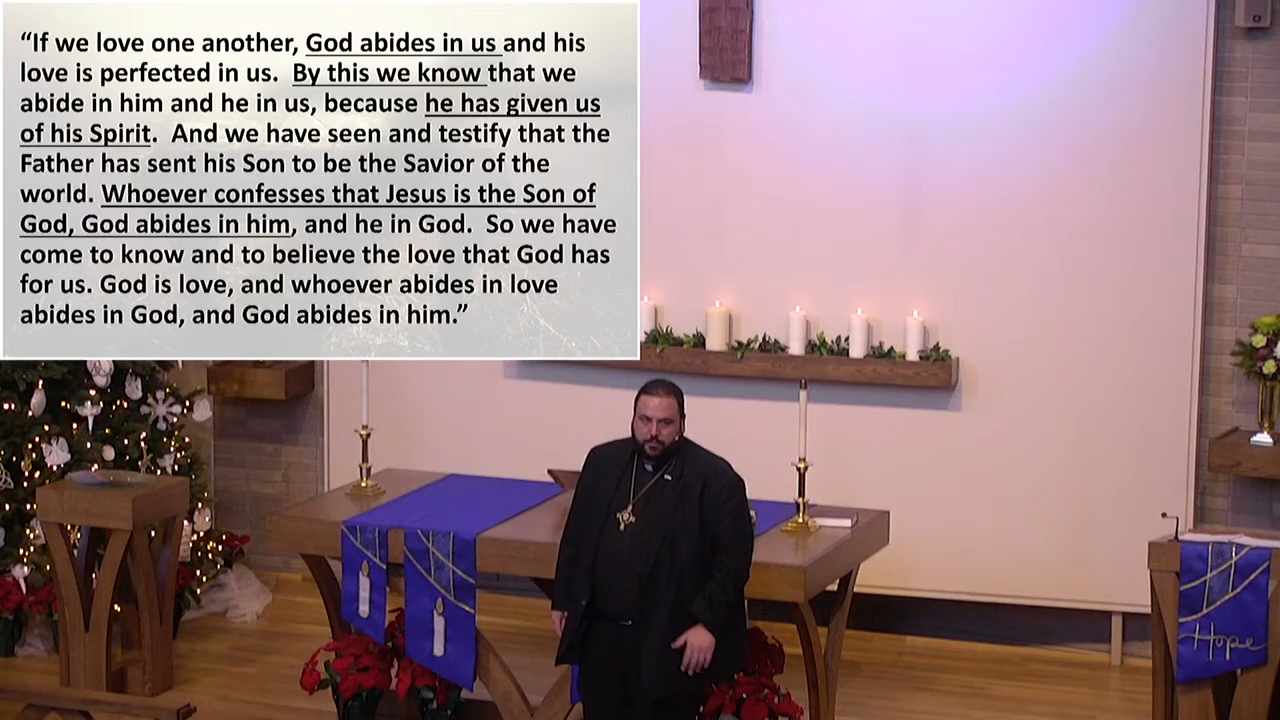 “If we love one another, God abides in us and his
love is perfected in us.  By this we know that we
abide in him and he in us, because he has given us
of his Spirit.  And we have seen and testify that the
Father has sent his Son to be the Savior of the
world. Whoever confesses that Jesus is the Son of
God, God abides in him, and he in God.  So we have
come to know and to believe the love that God has
for us. God is love, and whoever abides in love
abides in God, and God abides in him.”
Hope